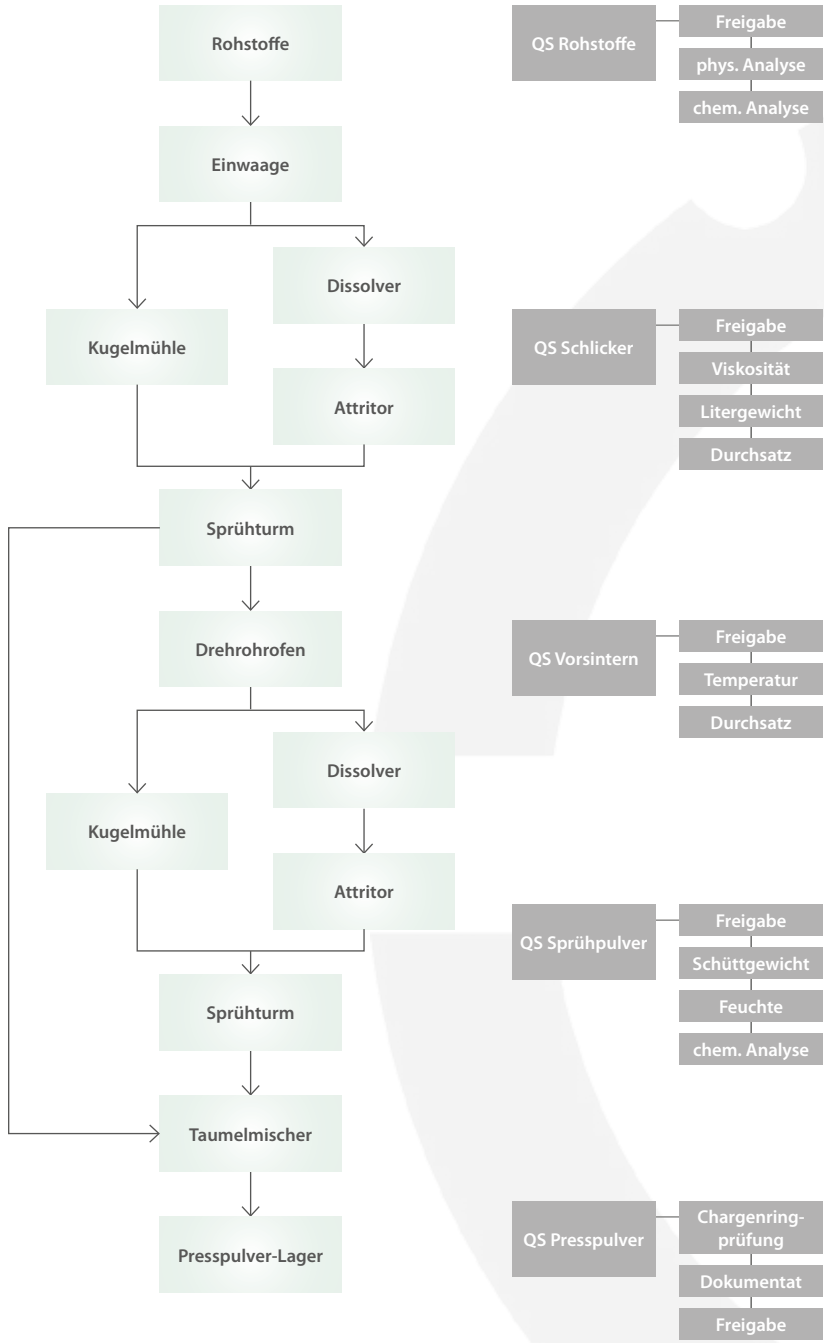 Rohstoffe
Einwaage
Dissolver
Kugelmühle
Attritor
Sprühturm
Drehrohrofen
Dissolver
Kugelmühle
Attritor
Sprühturm
Taumelmischer
Presspulver-Lager
QS Rohstoffe
Freigabe
phys. Analyse
chem. Analyse
QS Schlicker
Freigabe
Viskosität
Litergewicht
Durchsatz
QS Vorsintern
Freigabe
Temperatur
Durchsatz
QS Sprühpulver
Freigabe
Schüttgewicht
Feuchte
chem. Analyse
QS Presspulver
Chargenring-
prüfung
Dokumentat
Freigabe